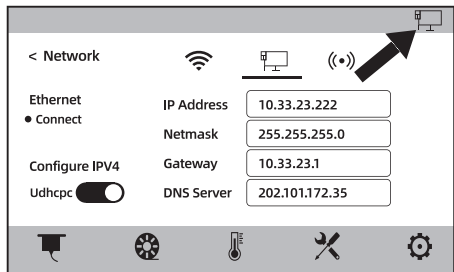 < Network
Ethernet
Connect
IP Address 10.33.23.222
Netmask 255.255.255.0
Configure IPV4
Gateway 10.33.23.1
Udhcpc
DNS Server 202.101.172.35